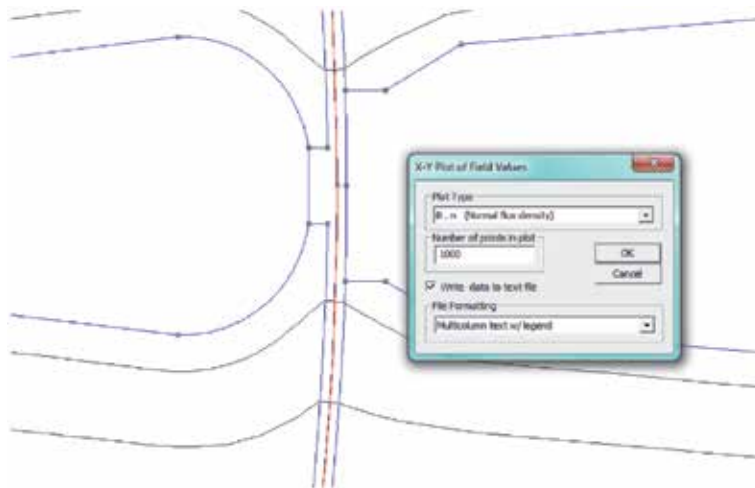 X-Y Plot of Field Values
Plot Type
B . n (Normal flux density)
Number of points in plot
1000
OK
Cancel
Write data to text file
File Formatting
Multicolumn text w/ legend